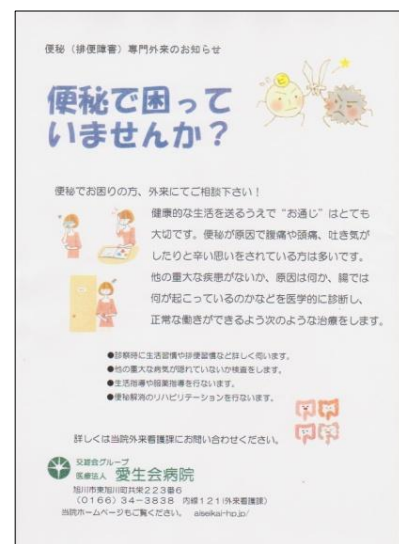 便秘（排便障害）専門外来のお知らせ
便秘で困って
いませんか？
便秘でお困りの方、外来にてご相談下さい！
健康的な生活を送るうえで“お通じ”はとても
大切です。便秘が原因で腹痛や頭痛、吐き気が
したりと辛い思いをされている方は多いです。
他の重大な疾患がないか、原因は何か、腸では
何が起こっているのかなどを医学的に診断し、
正常な働きができるよう次のような治療をします。
●診察時に生活習慣や排便習慣など詳しく伺います。
●他の重大な病気が隠れていないか検査をします。
●生活指導や服薬指導を行ないます。
●便秘解消のリハビリテーションを行ないます。
詳しくは当院外来看護課にお問い合わせください。
交雄会グループ
医療法人 愛生会病院
旭川市東旭川町共栄２２３番６
（０１６６）３４−３８３８ 内線１２１（外来看護課）
当院ホームページもご覧ください。 aiseikai-hp.jp/